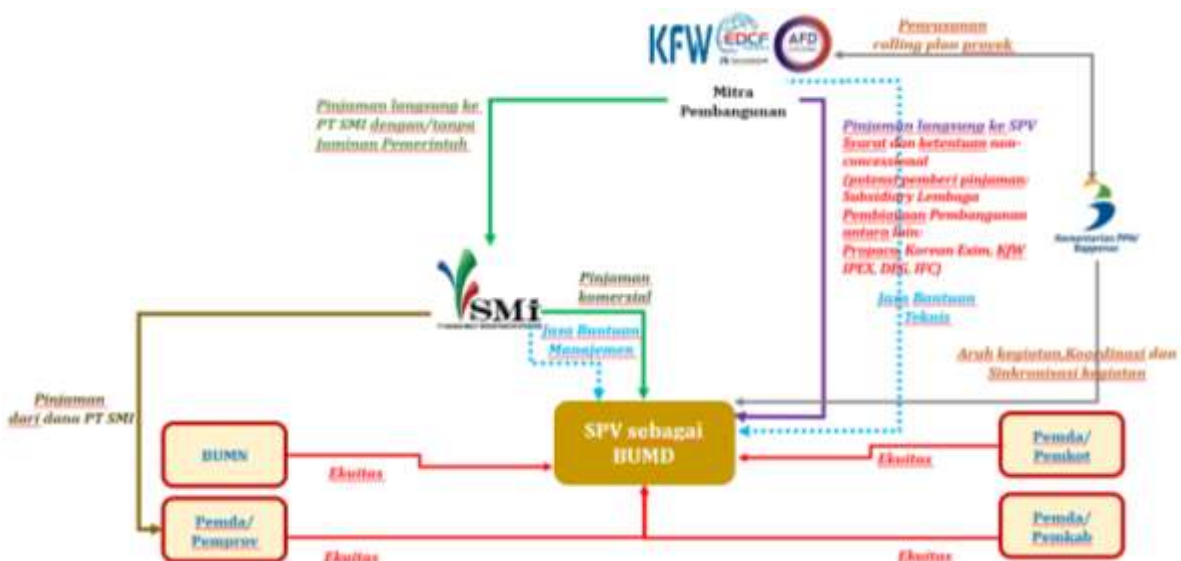 KFW
EDCF
AFD
Mitra
Pembangunan
Penyusunan
rolling plan proyek
Pinjaman langsung ke
PT SMI dengan/tanpa
Jaminan Pemerintah
Pinjaman langsung ke SPV
Syarat dan ketentuan non-
concessional
(potensi pemberi pinjaman:
Subsidiary Lembaga
Pembiayaan Pembangunan
antara lain:
Propaco, Korean Exim, KfW
IPEX, DEG, IFC)
Kementerian PPN/
Bappenas
SMi
Pinjaman
komersial
Jasa Bantuan
Manajemen
Jasa Bantuan
Teknis
Arah kegiatan,Koordinasi dan
Sinkronisasi kegiatan
Pinjaman
dari dana PT SMI
SPV sebagai
BUMD
BUMN
Ekuitas
Ekuitas
Pemda/
Pemkot
Pemda/
Pemprov
Ekuitas
Ekuitas
Pemda/
Pemkab